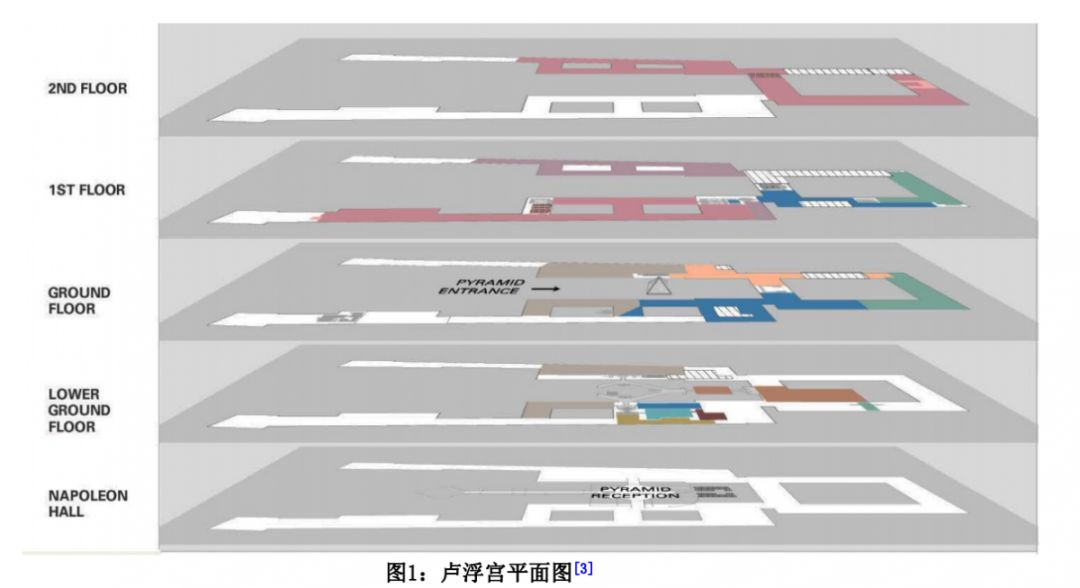 2ND FLOOR
1ST FLOOR
PYRAMID
ENTRANCE
GROUND
FLOOR
LOWER
GROUND
FLOOR
PYRAMID
RECEPTION
NAPOLEON
HALL
图1：卢浮宫平面图[3]